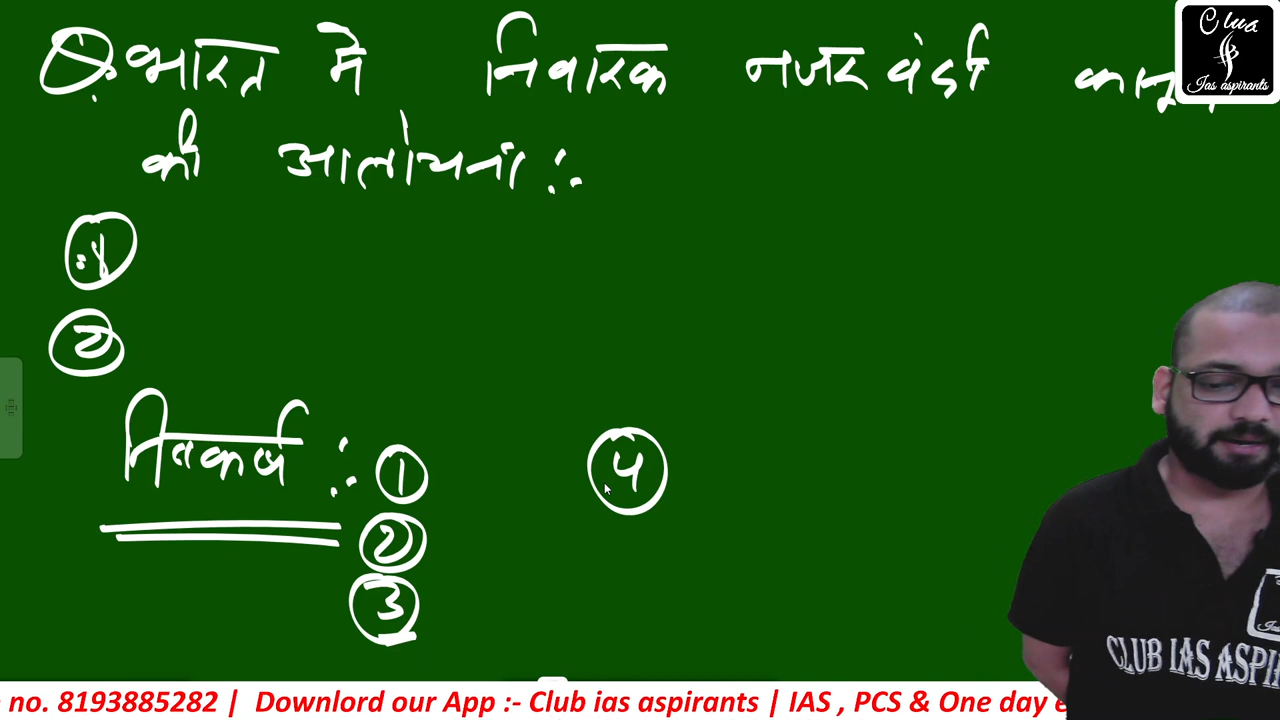 Q. भारत मे निवारक नजरबंदी
की आलोचना :-
1
2
निष्कर्ष :- 1
2
3
4
Club
Ias aspirants
CLUB IAS ASPI
no. 8193885282 | Downlord our App :- Club ias aspirants | IAS , PCS & One day e